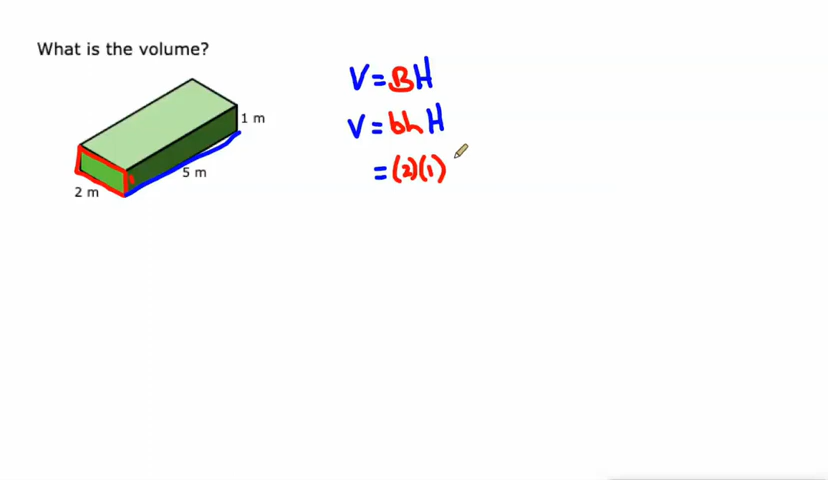 What is the volume?
V = BH
1 m
V = bhH
5 m
= (2)(1)
2 m